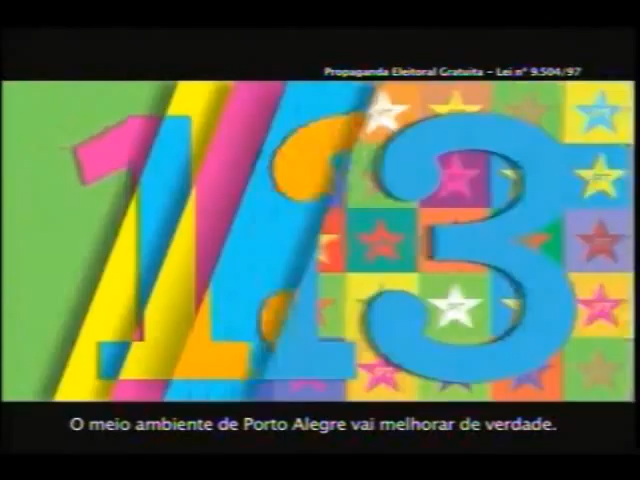 Propaganda Eleitoral Gratuita - Lei nº 9.504/97
13
O meio ambiente de Porto Alegre vai melhorar de verdade.